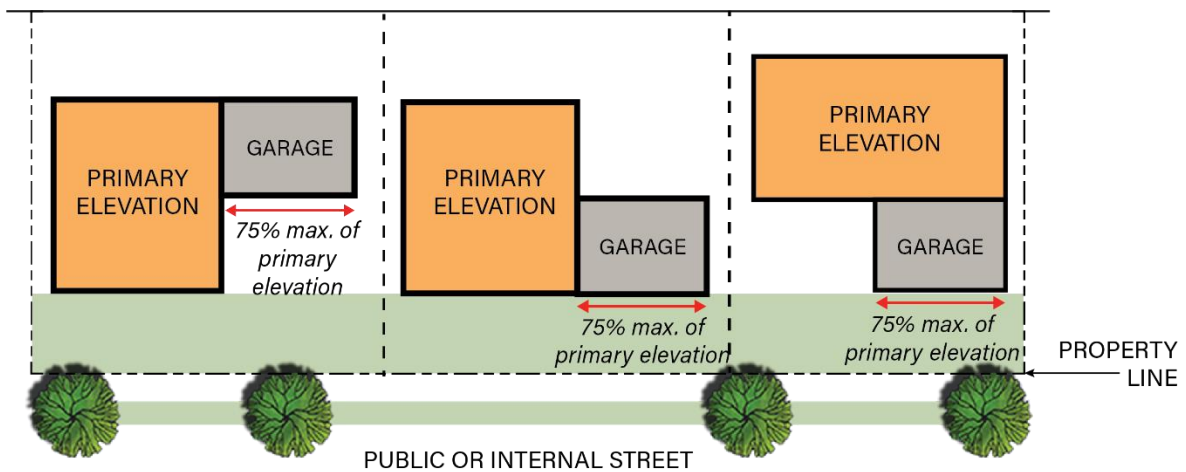 PRIMARY
ELEVATION
GARAGE
75% max. of
primary
elevation
PRIMARY
ELEVATION
GARAGE
75% max. of
primary elevation
PRIMARY
ELEVATION
GARAGE
75% max. of
primary elevation
PROPERTY
LINE
PUBLIC OR INTERNAL STREET